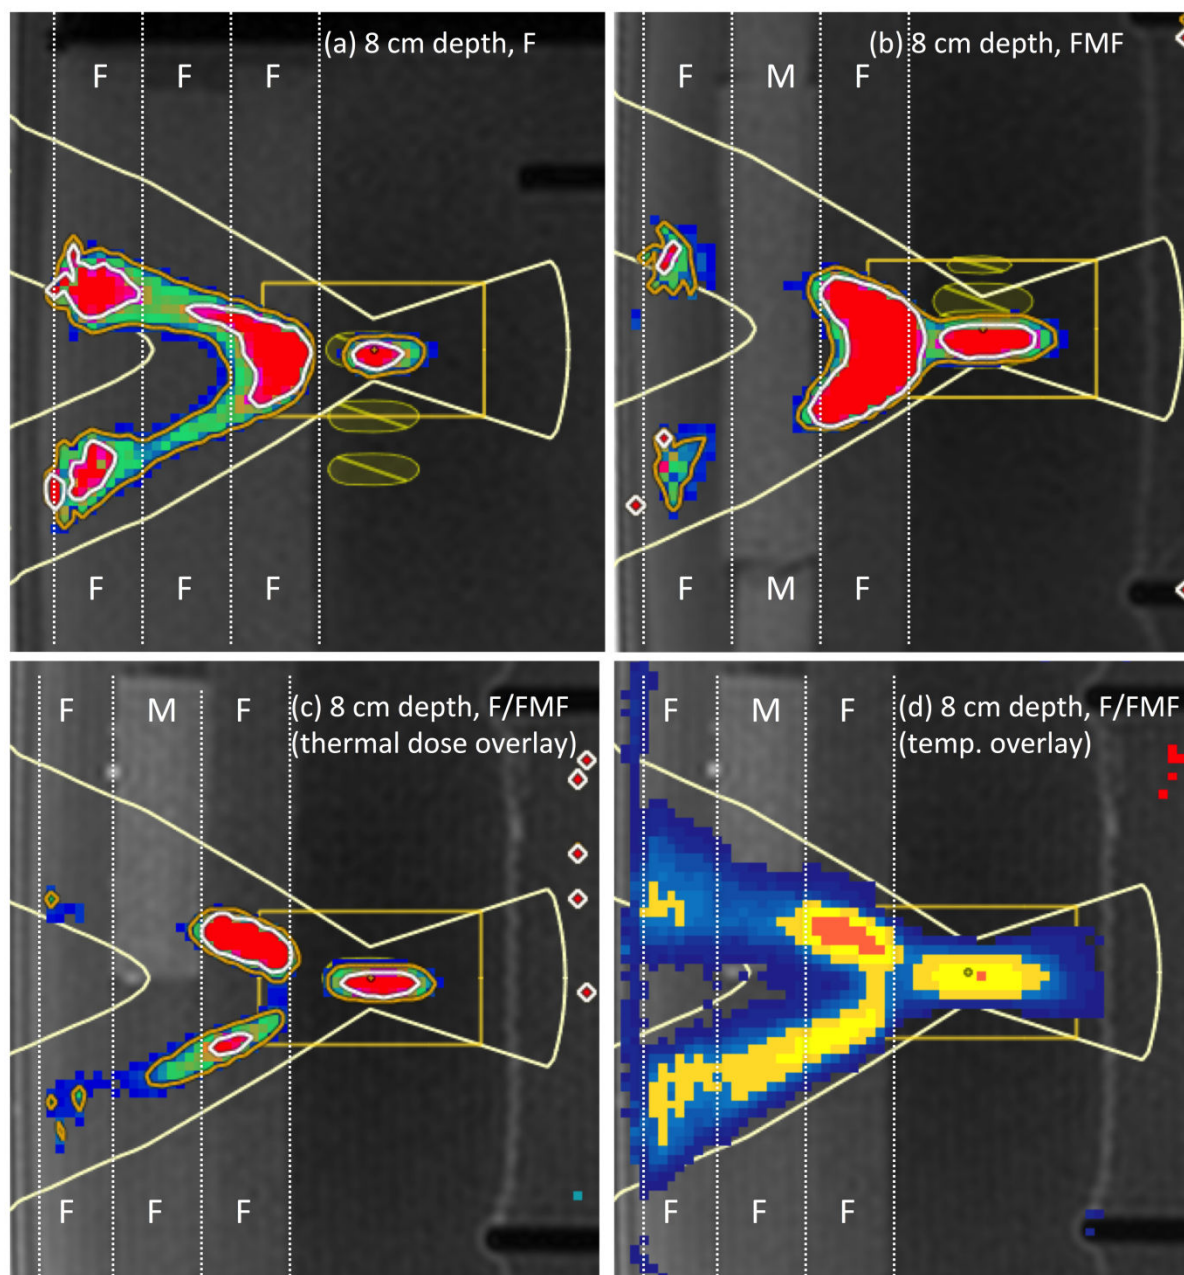 (a) 8 cm depth, F
F F F
F F F
(b) 8 cm depth, FMF
F M F
F M F
(c) 8 cm depth, F/FMF
(thermal dose overlay)
F M F
F F F
(d) 8 cm depth, F/FMF
(temp. overlay)
F M F
F F F